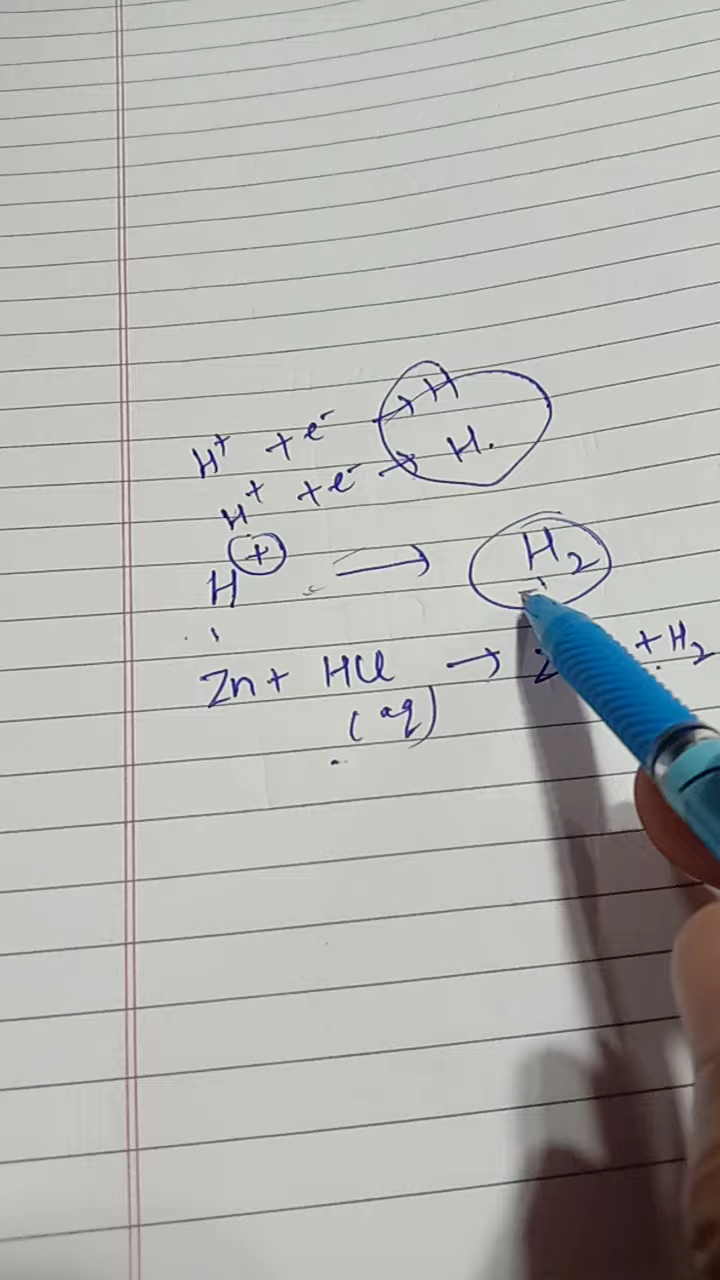 H⁺ + e⁻ → H
H⁺ + e⁻ → H.
H⁺ → H₂
Zn + HCl → Z + H₂
(aq)